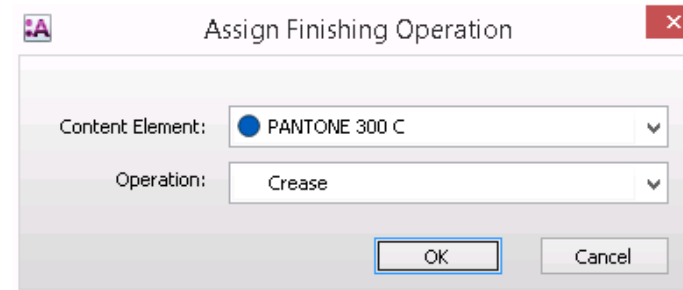 :A Assign Finishing Operation
Content Element: PANTONE 300 C
Operation: Crease
OK Cancel